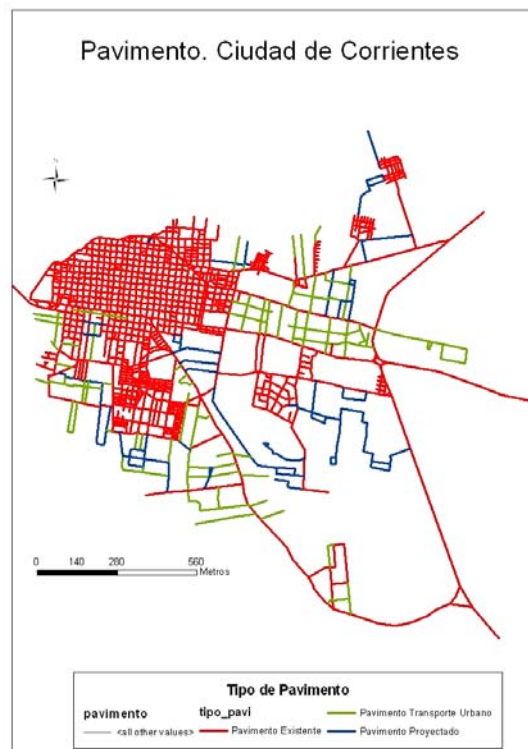 Pavimento. Ciudad de Corrientes
0 140 280 560
Metros
Tipo de Pavimento
pavimento tipo_pavi Pavimento Transporte Urbano
<all other values> Pavimento Existente Pavimento Proyectado